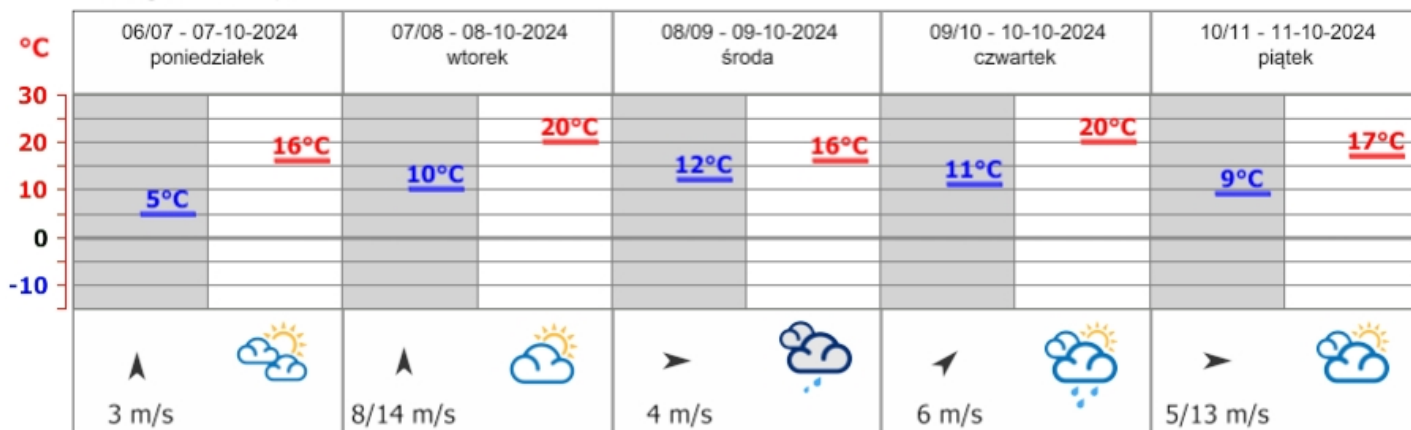 06/07 - 07-10-2024
poniedziałek
07/08 - 08-10-2024
wtorek
08/09 - 09-10-2024
środa
09/10 - 10-10-2024
czwartek
10/11 - 11-10-2024
piątek
°C
30
20
10
0
-10
5°C
16°C
10°C
20°C
12°C
16°C
11°C
20°C
9°C
17°C
3 m/s
8/14 m/s
4 m/s
6 m/s
5/13 m/s